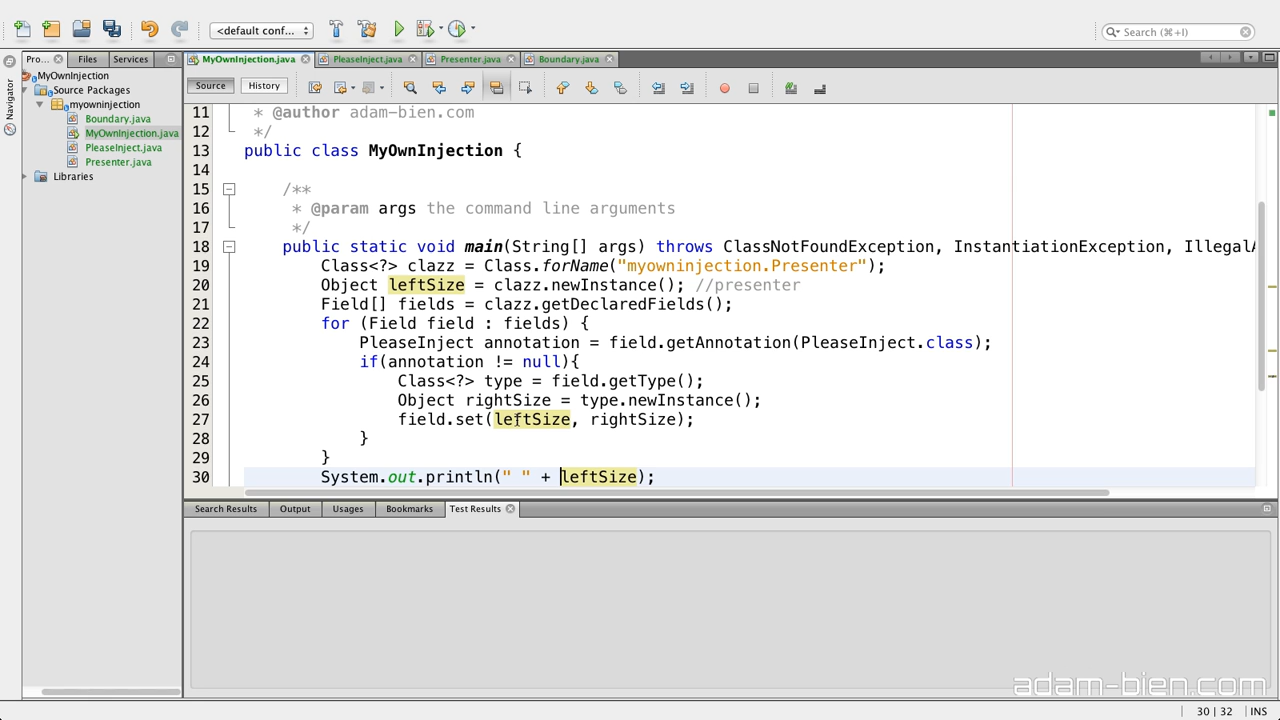 <default conf...
Search (⌘+I)
Pro...
Files
Services
MyOwnInjection.java
PleaseInject.java
Presenter.java
Boundary.java
Navigator
MyOwnInjection
Source Packages
myowninjection
Boundary.java
MyOwnInjection.java
PleaseInject.java
Presenter.java
Libraries
Source
History
11 * @author adam-bien.com
12 */
13 public class MyOwnInjection {
14
15 /**
16 * @param args the command line arguments
17 */
18 public static void main(String[] args) throws ClassNotFoundException, InstantiationException, IllegalA
19 Class<?> clazz = Class.forName("myowninjection.Presenter");
20 Object leftSize = clazz.newInstance(); //presenter
21 Field[] fields = clazz.getDeclaredFields();
22 for (Field field : fields) {
23 PleaseInject annotation = field.getAnnotation(PleaseInject.class);
24 if(annotation != null){
25 Class<?> type = field.getType();
26 Object rightSize = type.newInstance();
27 field.set(leftSize, rightSize);
28 }
29 }
30 System.out.println(" " + leftSize);
Search Results
Output
Usages
Bookmarks
Test Results
adam-bien.com
30 | 32
INS